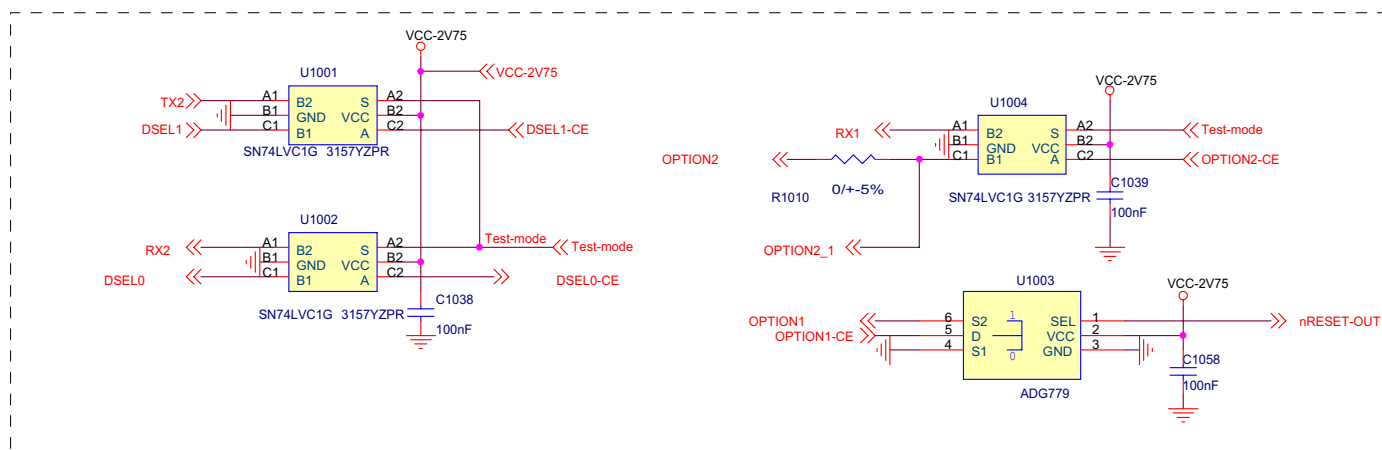 VCC-2V75
U1001
VCC-2V75
TX2
A1
B2
S
A2
B1
GND
VCC
B2
DSEL1
C1
B1
A
C2
DSEL1-CE
SN74LVC1G 3157YZPR
U1002
RX2
A1
B2
S
A2
Test-mode
Test-mode
B1
GND
VCC
B2
DSEL0
C1
B1
A
C2
DSEL0-CE
SN74LVC1G 3157YZPR
C1038
100nF
VCC-2V75
U1004
RX1
A1
B2
S
A2
Test-mode
B1
GND
VCC
B2
OPTION2
C1
B1
A
C2
OPTION2-CE
R1010
0/+-5%
SN74LVC1G 3157YZPR
C1039
100nF
OPTION2_1
U1003
VCC-2V75
OPTION1
6
S2
1
SEL
1
nRESET-OUT
OPTION1-CE
5
D
VCC
2
4
S1
0
GND
3
C1058
100nF
ADG779